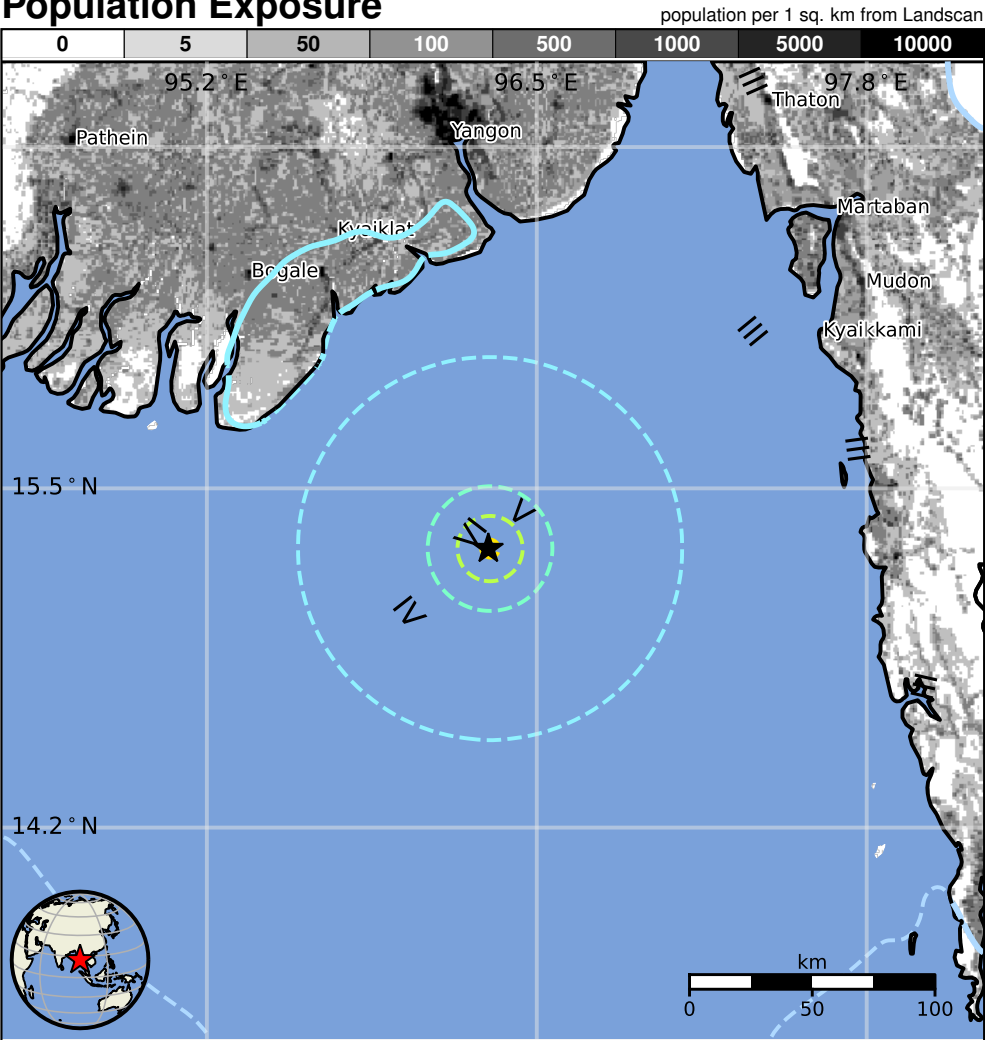 Population Exposure
population per 1 sq. km from Landscan
0 5 50 100 500 1000 5000 10000
95.2°E 96.5°E 97.8°E
Thaton
Pathein
Yangon
Martaban
Kyaiklat
Bogale
Mudon
III
Kyaikkami
III
III
15.5°N
V
VI
IV
14.2°N
km
0 50 100